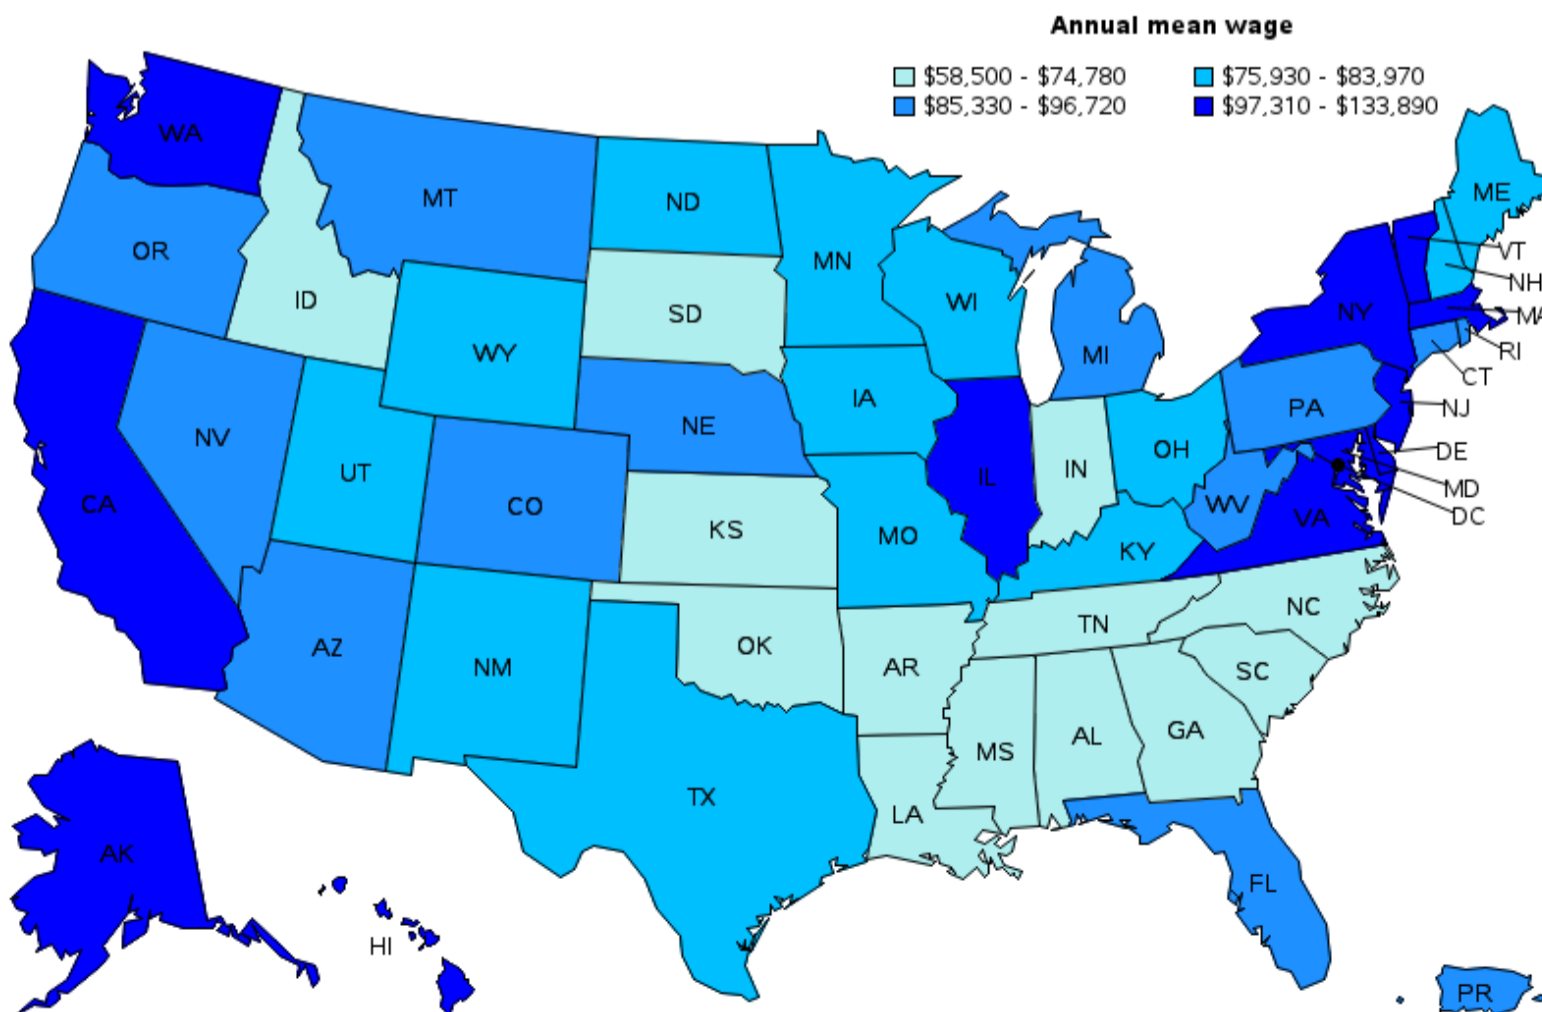 Annual mean wage
$58,500 - $74,780 $75,930 - $83,970
$85,330 - $96,720 $97,310 - $133,890
WA
MT
ND
ME
OR
MN
VT
ID
SD
WI
NH
NY
MA
WY
MI
RI
CT
IA
PA
NJ
NV
NE
UT
OH
DE
IN
IL
MD
CA
CO
WV
VA
DC
KS
MO
KY
NC
TN
AZ
OK
NM
AR
SC
GA
AL
MS
TX
LA
AK
FL
HI
PR